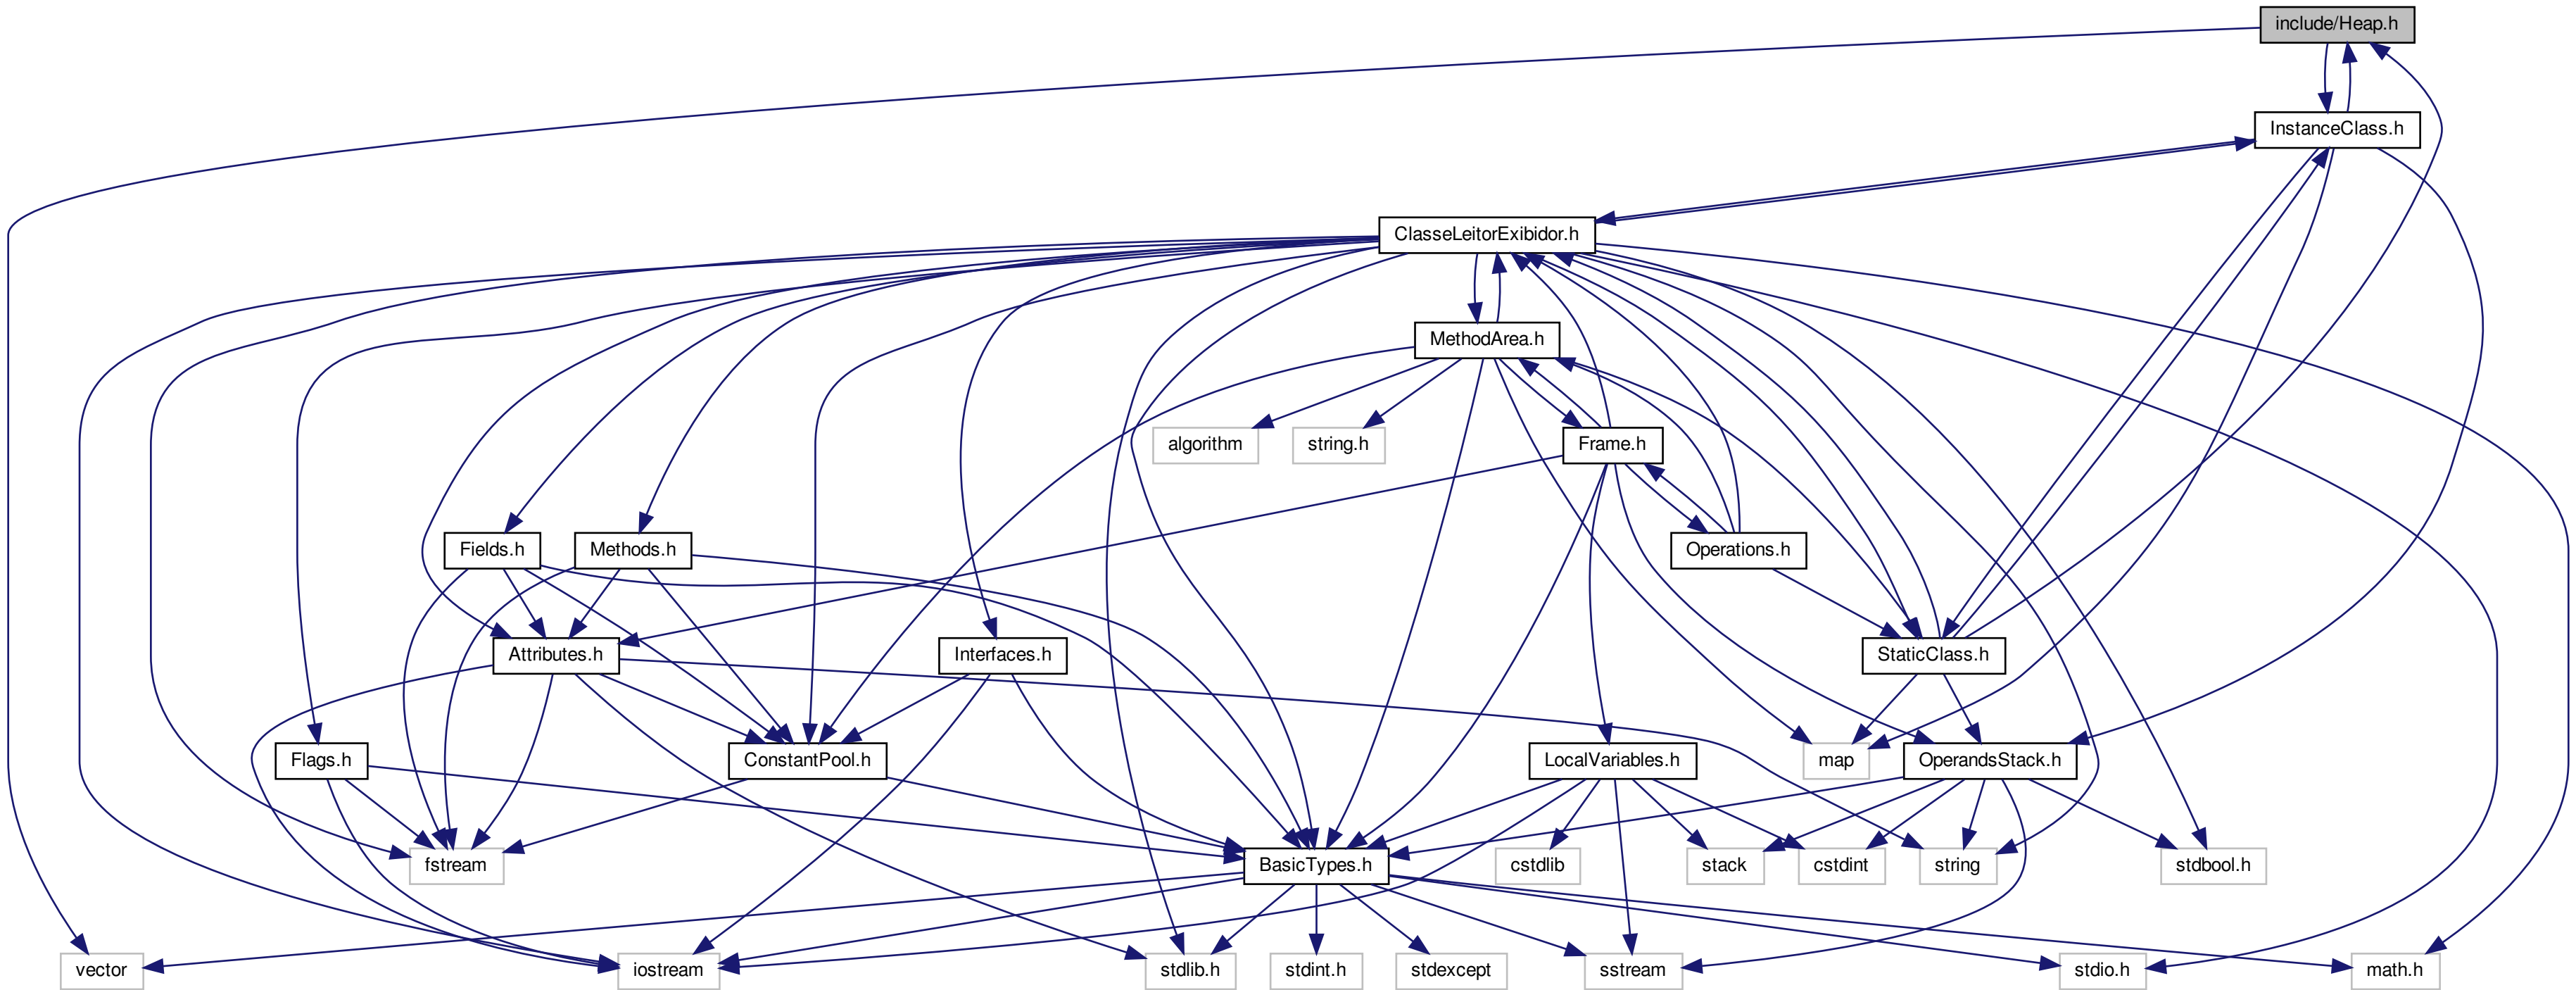 include/Heap.h
InstanceClass.h
ClasseLeitorExibidor.h
MethodArea.h
algorithm
string.h
Frame.h
Fields.h
Methods.h
Operations.h
Attributes.h
Interfaces.h
StaticClass.h
Flags.h
ConstantPool.h
LocalVariables.h
map
OperandsStack.h
fstream
BasicTypes.h
cstdlib
stack
cstdint
string
stdbool.h
vector
iostream
stdlib.h
stdint.h
stdexcept
sstream
stdio.h
math.h